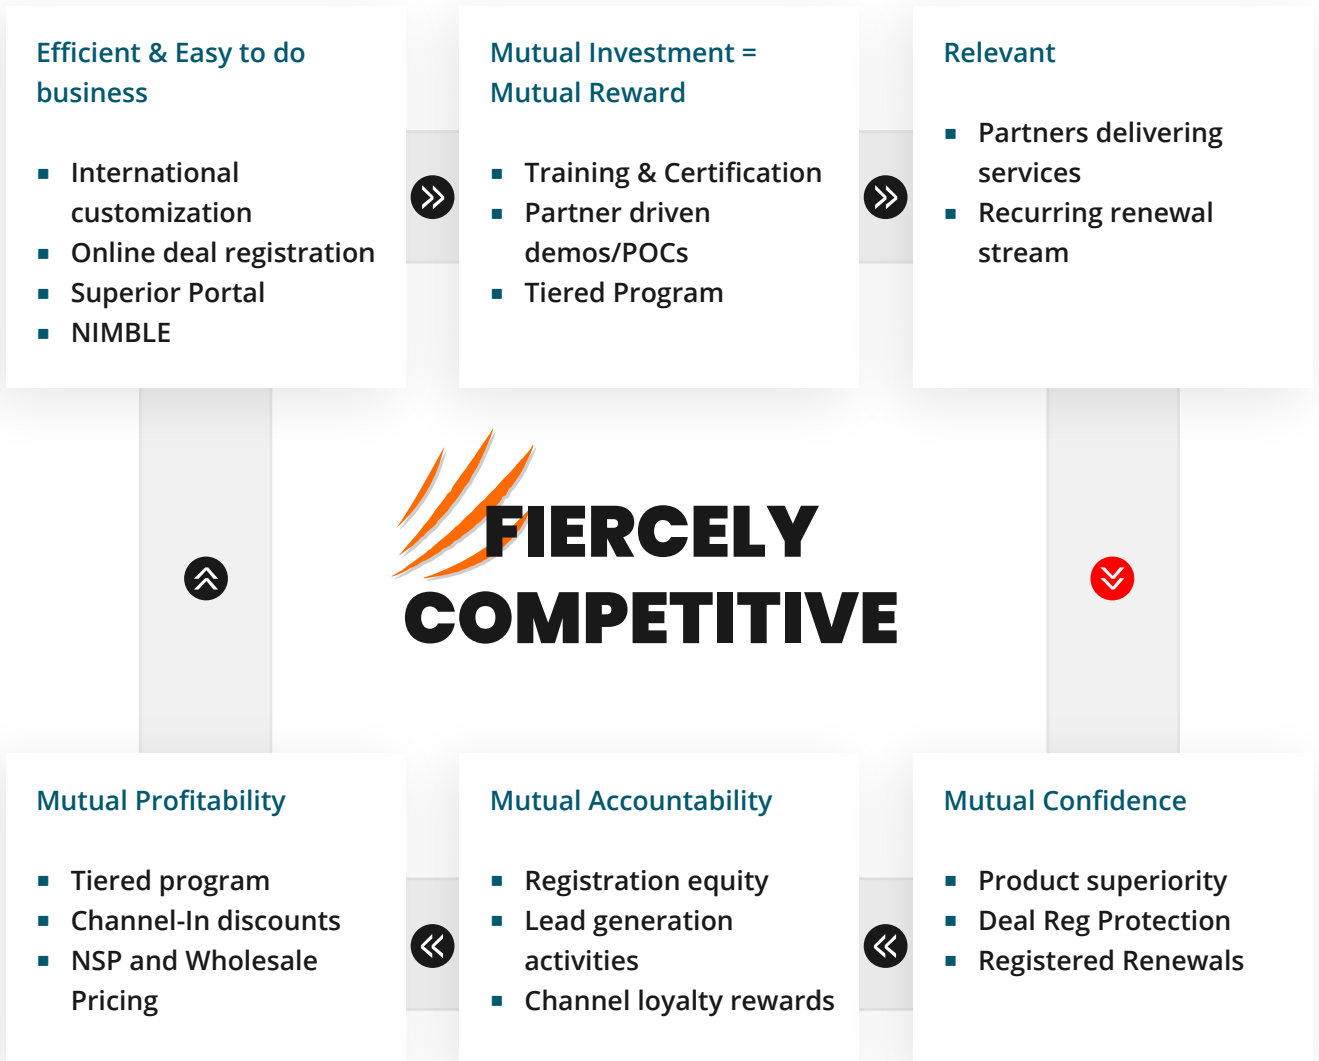 Efficient & Easy to do
business
International
customization
Online deal registration
Superior Portal
NIMBLE
Mutual Investment =
Mutual Reward
Training & Certification
Partner driven
demos/POCs
Tiered Program
Relevant
Partners delivering
services
Recurring renewal
stream
FIERCELY
COMPETITIVE
Mutual Profitability
Tiered program
Channel-In discounts
NSP and Wholesale
Pricing
Mutual Accountability
Registration equity
Lead generation
activities
Channel loyalty rewards
Mutual Confidence
Product superiority
Deal Reg Protection
Registered Renewals